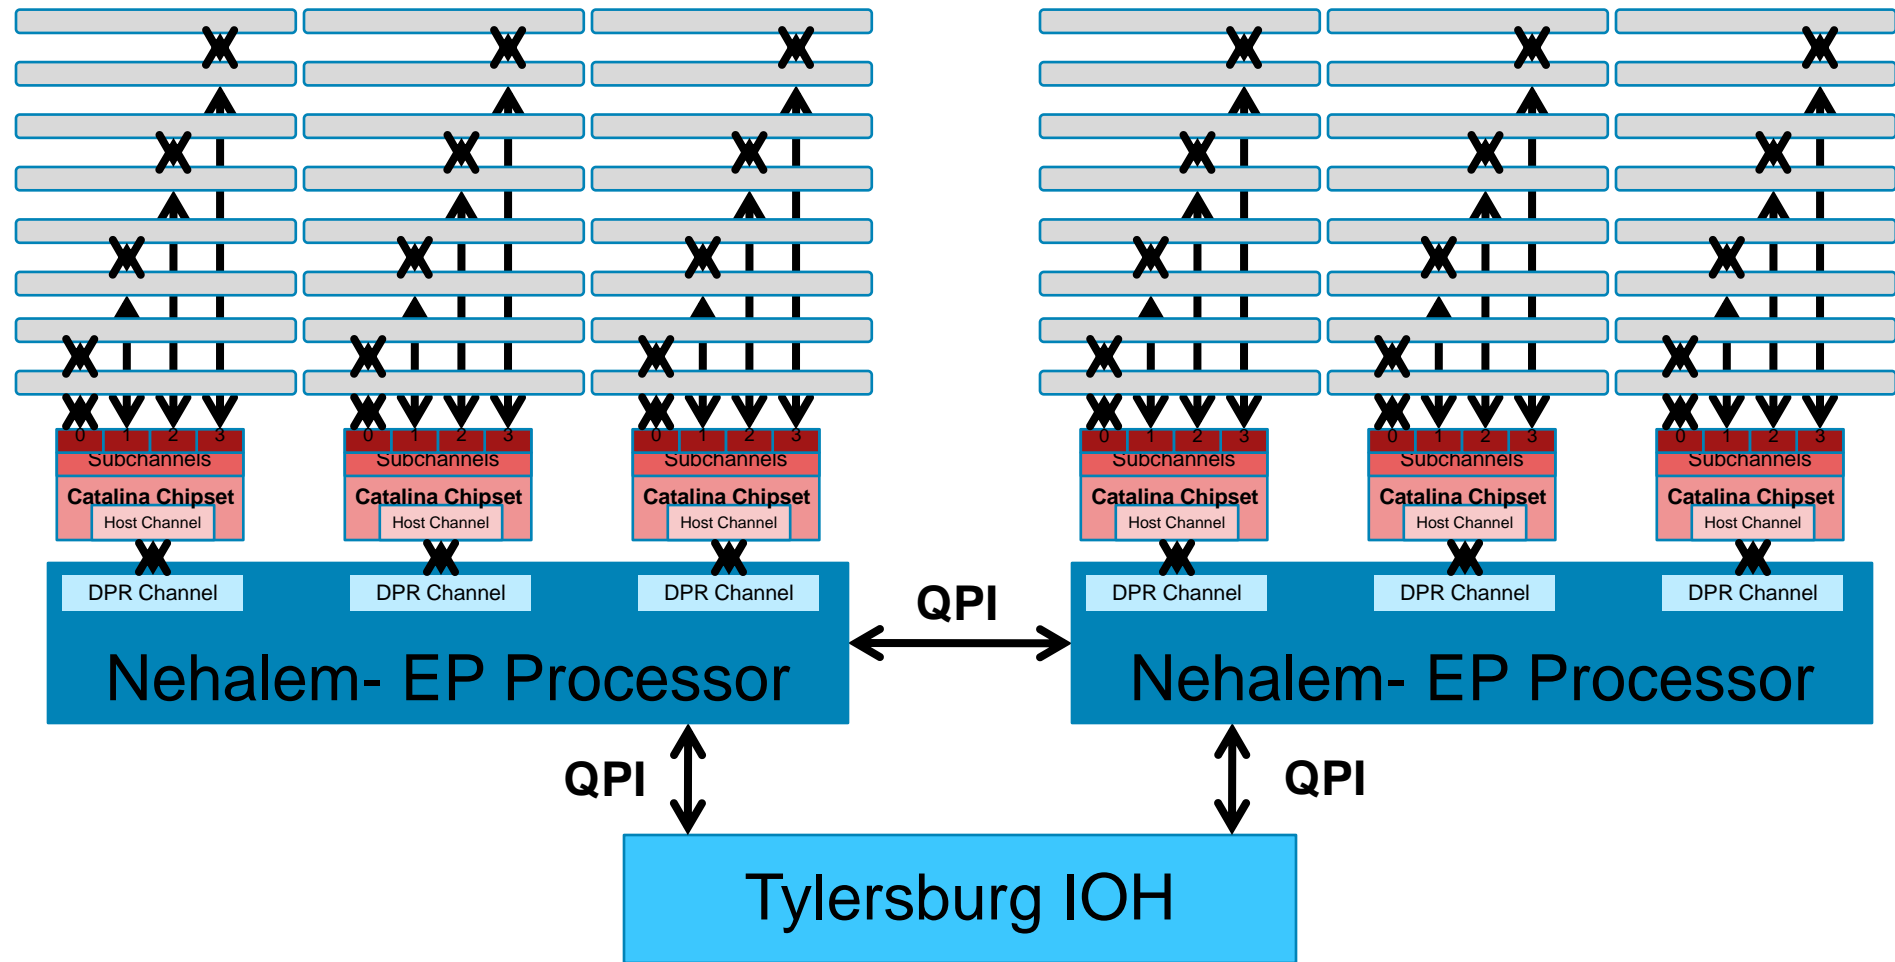 0 1 2 3 0 1 2 3 0 1 2 3 0 1 2 3 0 1 2 3 0 1 2 3
Subchannels Subchannels Subchannels Subchannels Subchannels Subchannels
Catalina Chipset Catalina Chipset Catalina Chipset Catalina Chipset Catalina Chipset Catalina Chipset
Host Channel Host Channel Host Channel Host Channel Host Channel Host Channel
DPR Channel DPR Channel DPR Channel DPR Channel DPR Channel DPR Channel
QPI
Nehalem- EP Processor Nehalem- EP Processor
QPI QPI
Tylersburg IOH